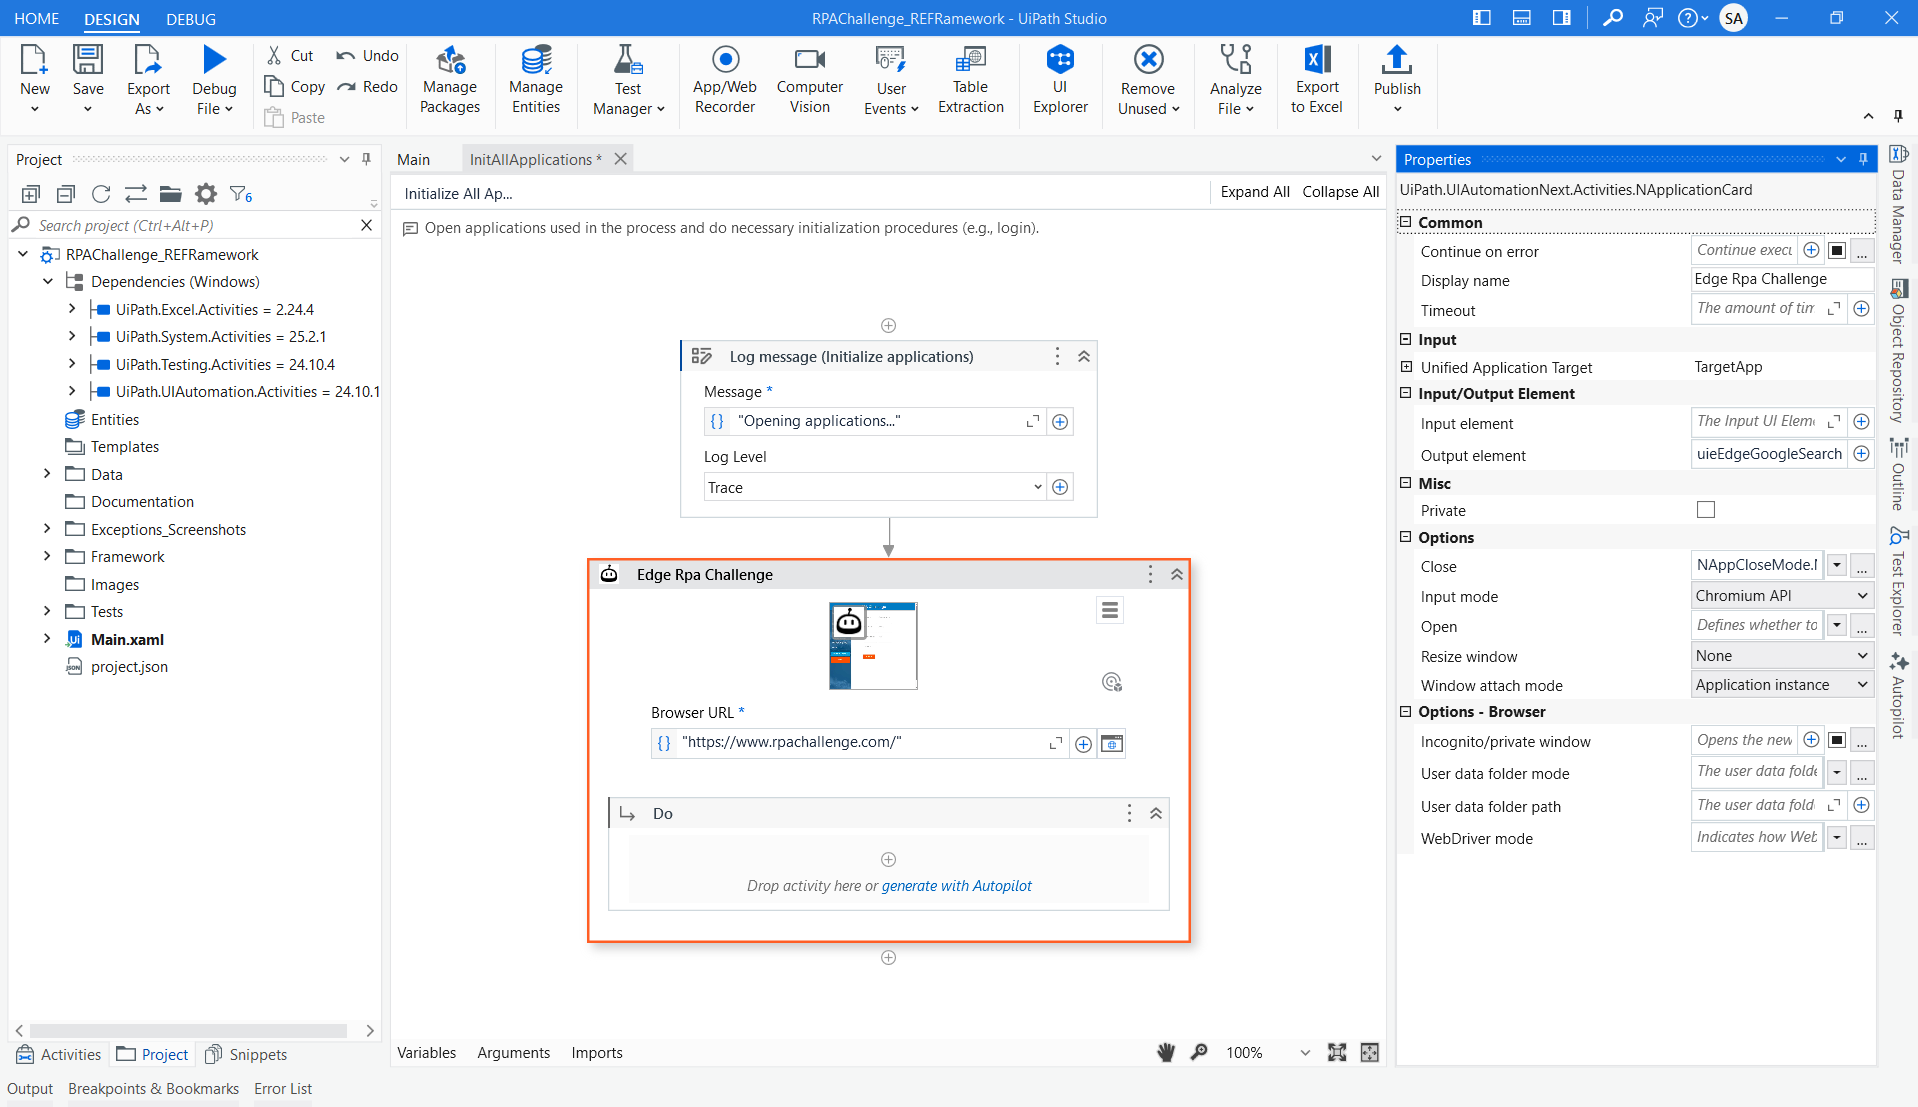 HOME DESIGN DEBUG
RPAChallenge_REFRamework - UiPath Studio
SA
New
Save
Export As
Debug File
Cut
Copy
Paste
Undo
Redo
Manage Packages
Manage Entities
Test Manager
App/Web Recorder
Computer Vision
User Events
Table Extraction
UI Explorer
Remove Unused
Analyze File
Export to Excel
Publish
Project
6
Search project (Ctrl+Alt+P)
RPAChallenge_REFRamework
Dependencies (Windows)
UiPath.Excel.Activities = 2.24.4
UiPath.System.Activities = 25.2.1
UiPath.Testing.Activities = 24.10.4
UiPath.UIAutomation.Activities = 24.10.1
Entities
Templates
Data
Documentation
Exceptions_Screenshots
Framework
Images
Tests
Ui Main.xaml
JSON project.json
Activities Project Snippets
Output Breakpoints & Bookmarks Error List
Main InitAllApplications *
Initialize All Ap...
Expand All Collapse All
Open applications used in the process and do necessary initialization procedures (e.g., login).
Log message (Initialize applications)
Message *
{} "Opening applications..."
Log Level
Trace
Edge Rpa Challenge
Browser URL *
{} "https://www.rpachallenge.com/"
Do
Drop activity here or generate with Autopilot
Variables Arguments Imports
100%
Properties
UiPath.UIAutomationNext.Activities.NApplicationCard
Common
Continue on error Continue execu ...
Display name Edge Rpa Challenge
Timeout The amount of tim
Input
Unified Application Target TargetApp
Input/Output Element
Input element The Input UI Eleme
Output element uieEdgeGoogleSearch
Misc
Private
Options
Close NAppCloseMode. ...
Input mode Chromium API
Open Defines whether to ...
Resize window None
Window attach mode Application instance
Options - Browser
Incognito/private window Opens the new ...
User data folder mode The user data folde ...
User data folder path The user data fold
WebDriver mode Indicates how Web ...
Data Manager
Object Repository
Outline
Test Explorer
Autopilot